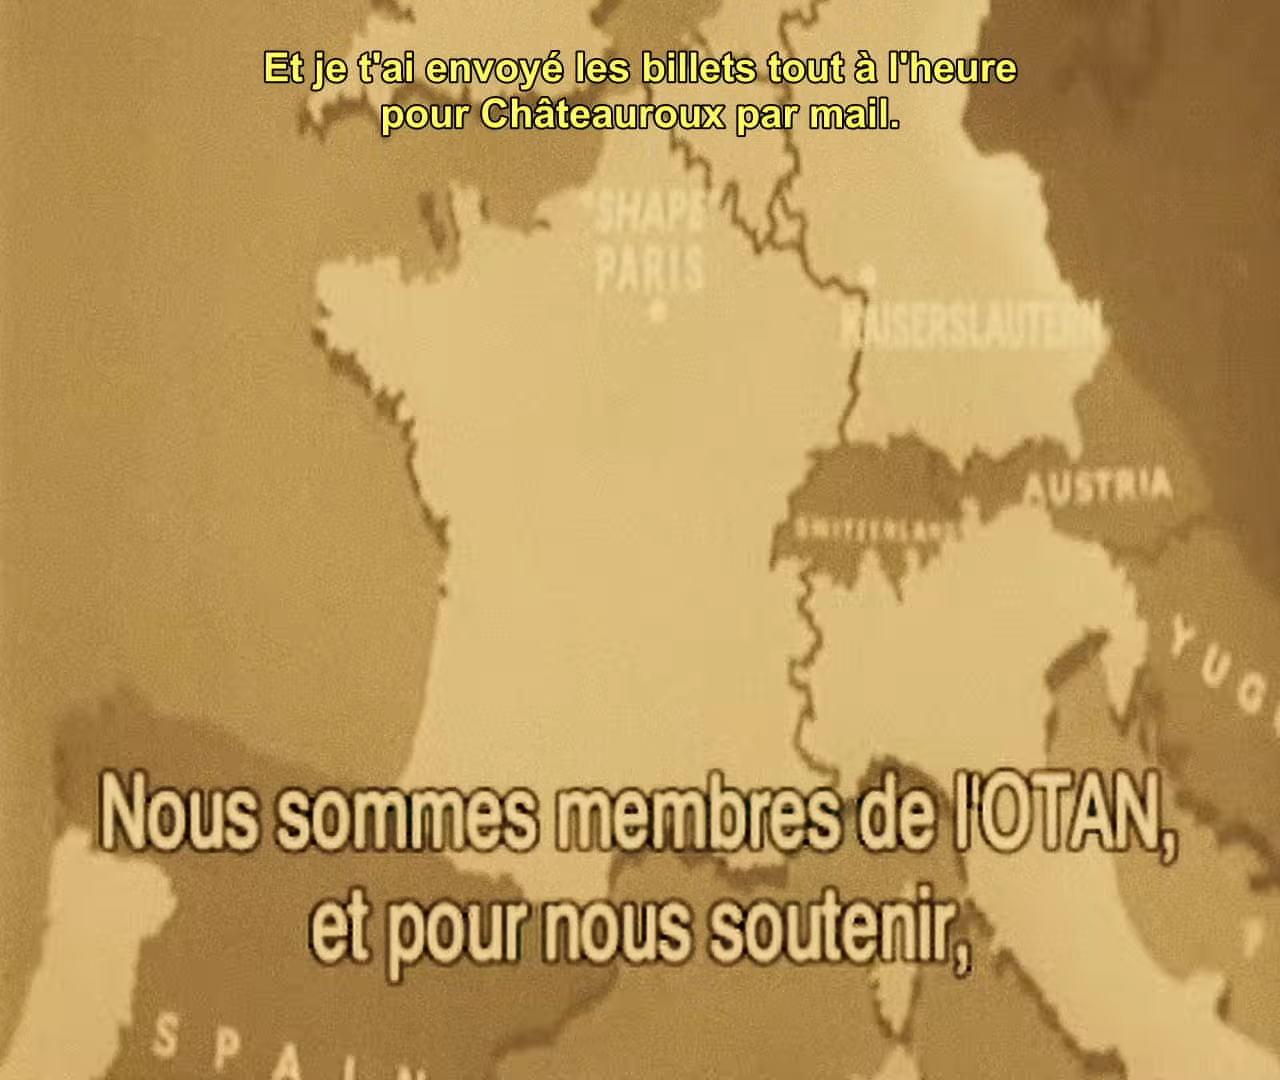 Et je t'ai envoyé les billets tout à l'heure
pour Châteauroux par mail.
SHAPE
PARIS
KAISERSLAUTERN
AUSTRIA
SWITZERLAND
YUG
Nous sommes membres de l'OTAN,
et pour nous soutenir,
SPAIN